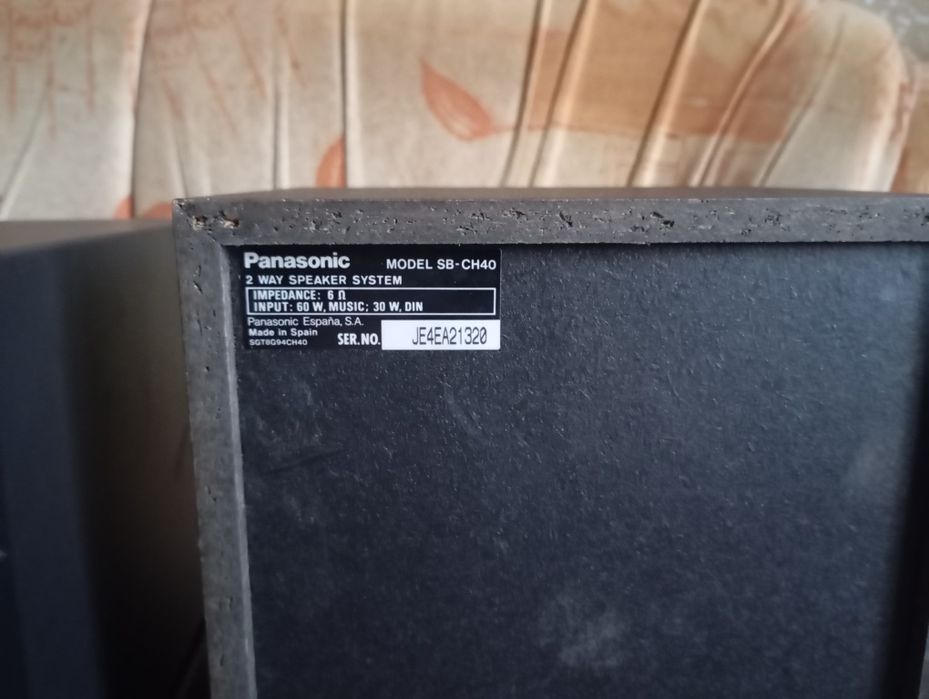 Panasonic MODEL SB-CH40
2 WAY SPEAKER SYSTEM
IMPEDANCE: 6 Ω
INPUT: 60 W, MUSIC; 30 W, DIN
Panasonic España, S.A.
Made in Spain
SGT8G94CH40 SER.NO. JE4EA21320